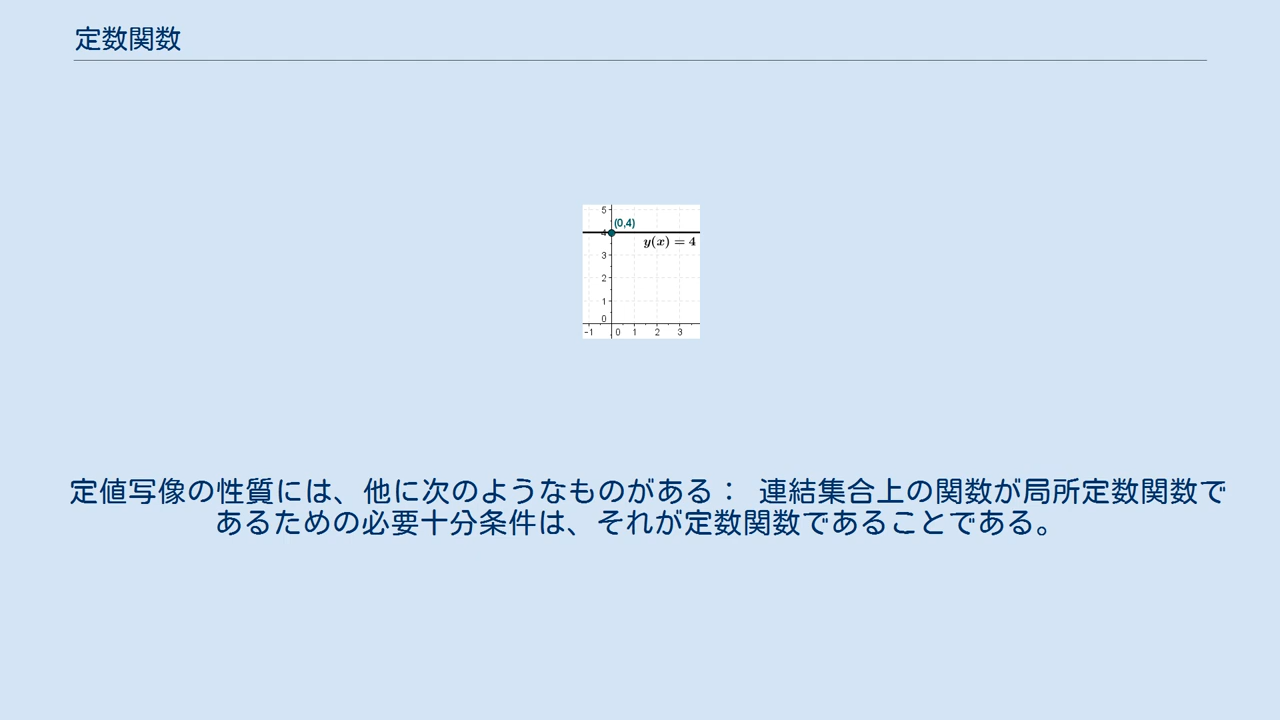 定数関数
5
(0,4)
4
y(x) = 4
3
2
1
0
-1 0 1 2 3
定値写像の性質には、他に次のようなものがある： 連結集合上の関数が局所定数関数で
あるための必要十分条件は、それが定数関数であることである。